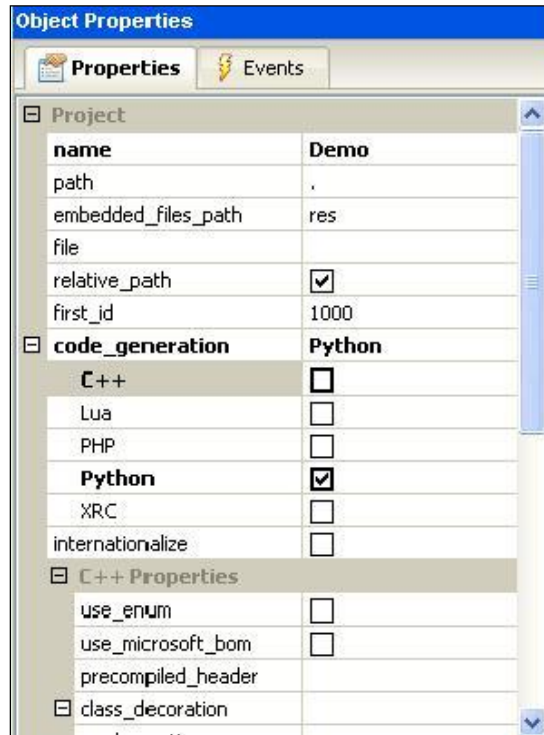 Object Properties
Properties Events
Project
name Demo
path .
embedded_files_path res
file
relative_path
first_id 1000
code_generation Python
C++
Lua
PHP
Python
XRC
internationalize
C++ Properties
use_enum
use_microsoft_bom
precompiled_header
class_decoration